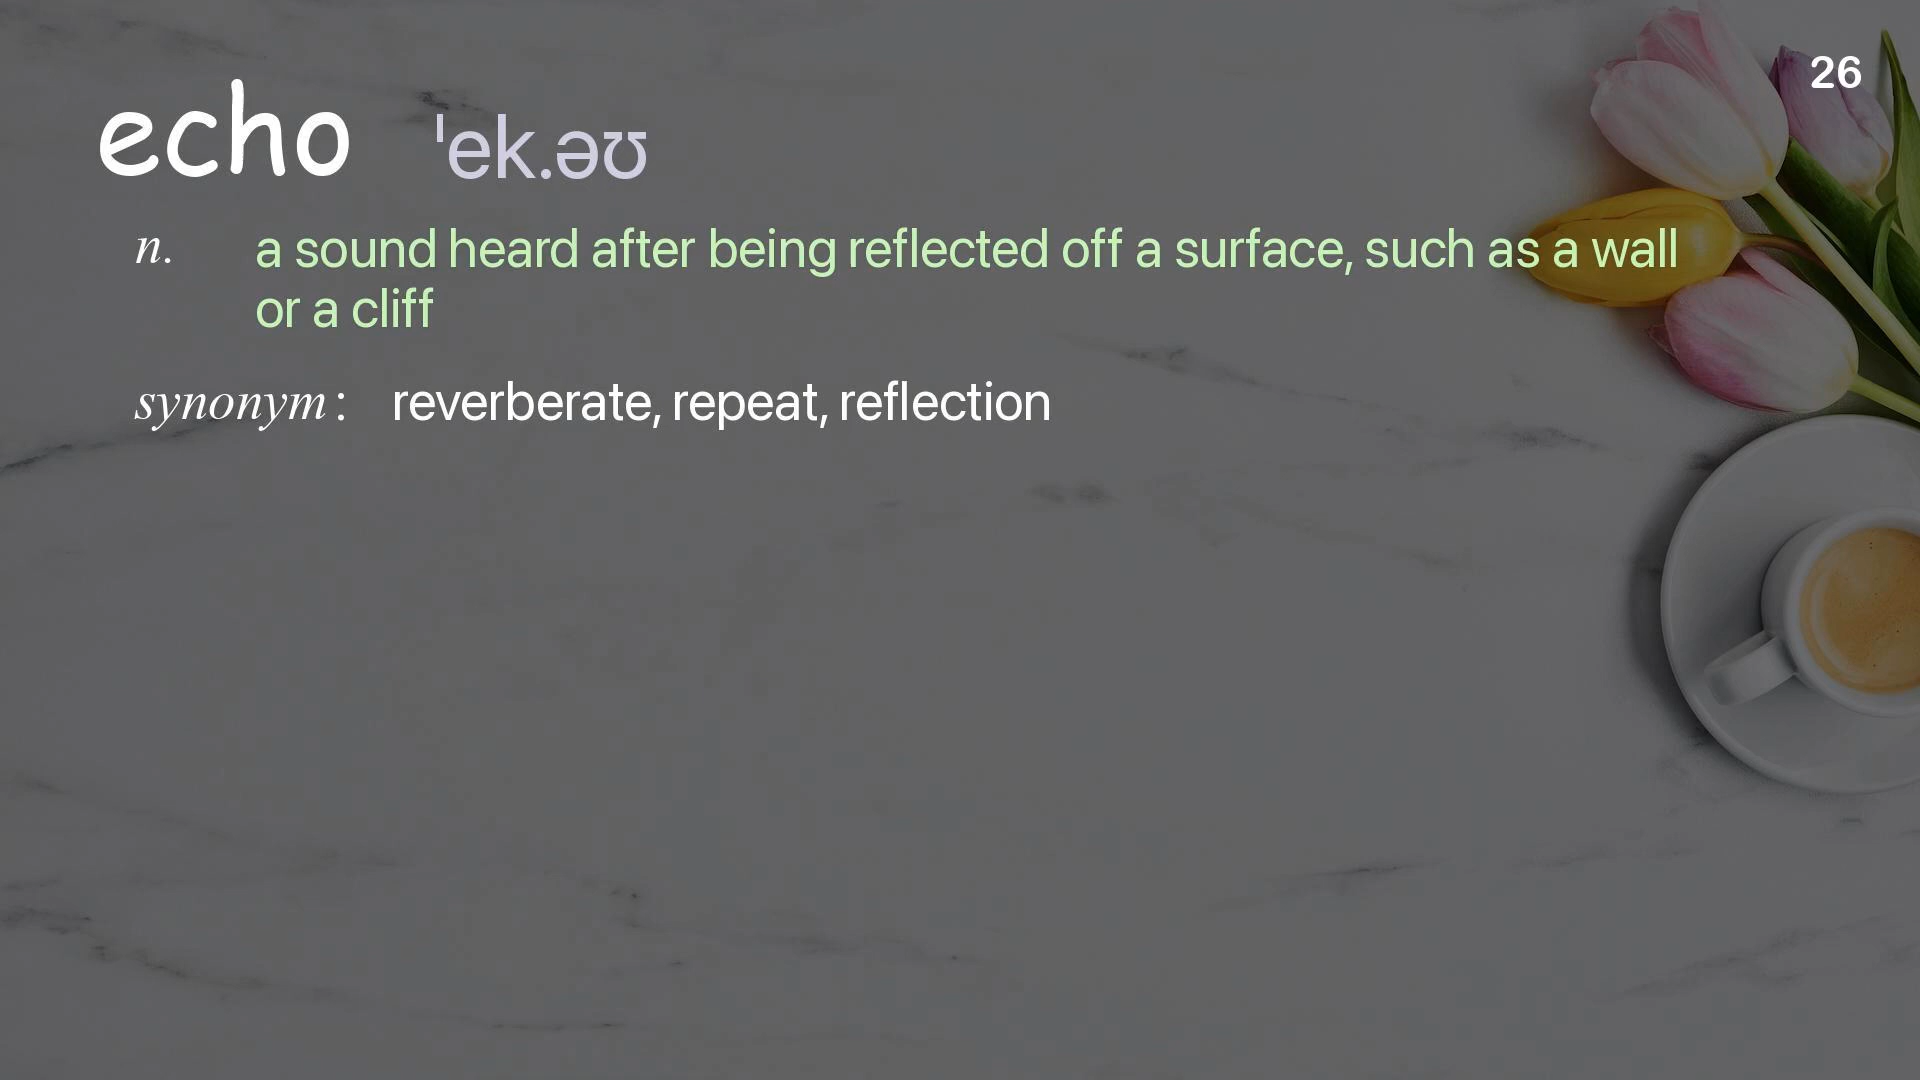 26
echo ˈek.əʊ
n. a sound heard after being reflected off a surface, such as a wall
or a cliff
synonym: reverberate, repeat, reflection